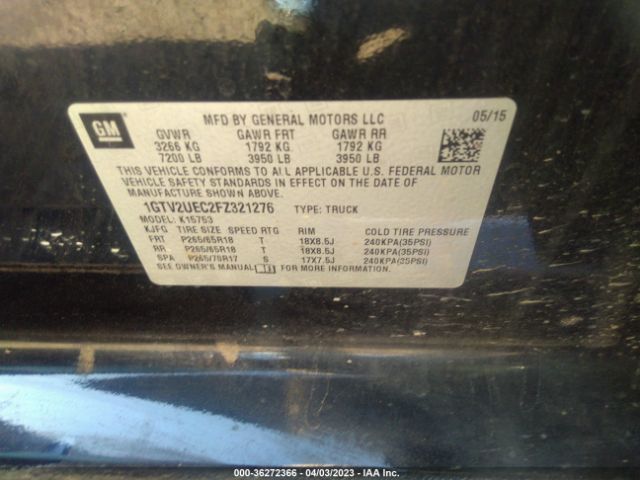 GM
MFD BY GENERAL MOTORS LLC 05/15
GVWR GAWR FRT GAWR RR
3266 KG 1792 KG 1792 KG
7200 LB 3950 LB 3950 LB
THIS VEHICLE CONFORMS TO ALL APPLICABLE U.S. FEDERAL MOTOR
VEHICLE SAFETY STANDARDS IN EFFECT ON THE DATE OF
MANUFACTURE SHOWN ABOVE.
1GTV2UEC2FZ321276 TYPE: TRUCK
MODEL: K15753
KJFG TIRE SIZE SPEED RTG RIM COLD TIRE PRESSURE
FRT P265/65R18 T 18X8.5J 240KPA(35PSI)
RR P265/65R18 T 18X8.5J 240KPA(35PSI)
SPA P265/70R17 S 17X7.5J 240KPA(35PSI)
SEE OWNER'S MANUAL FOR MORE INFORMATION.
000-36272366 - 04/03/2023 - IAA Inc.